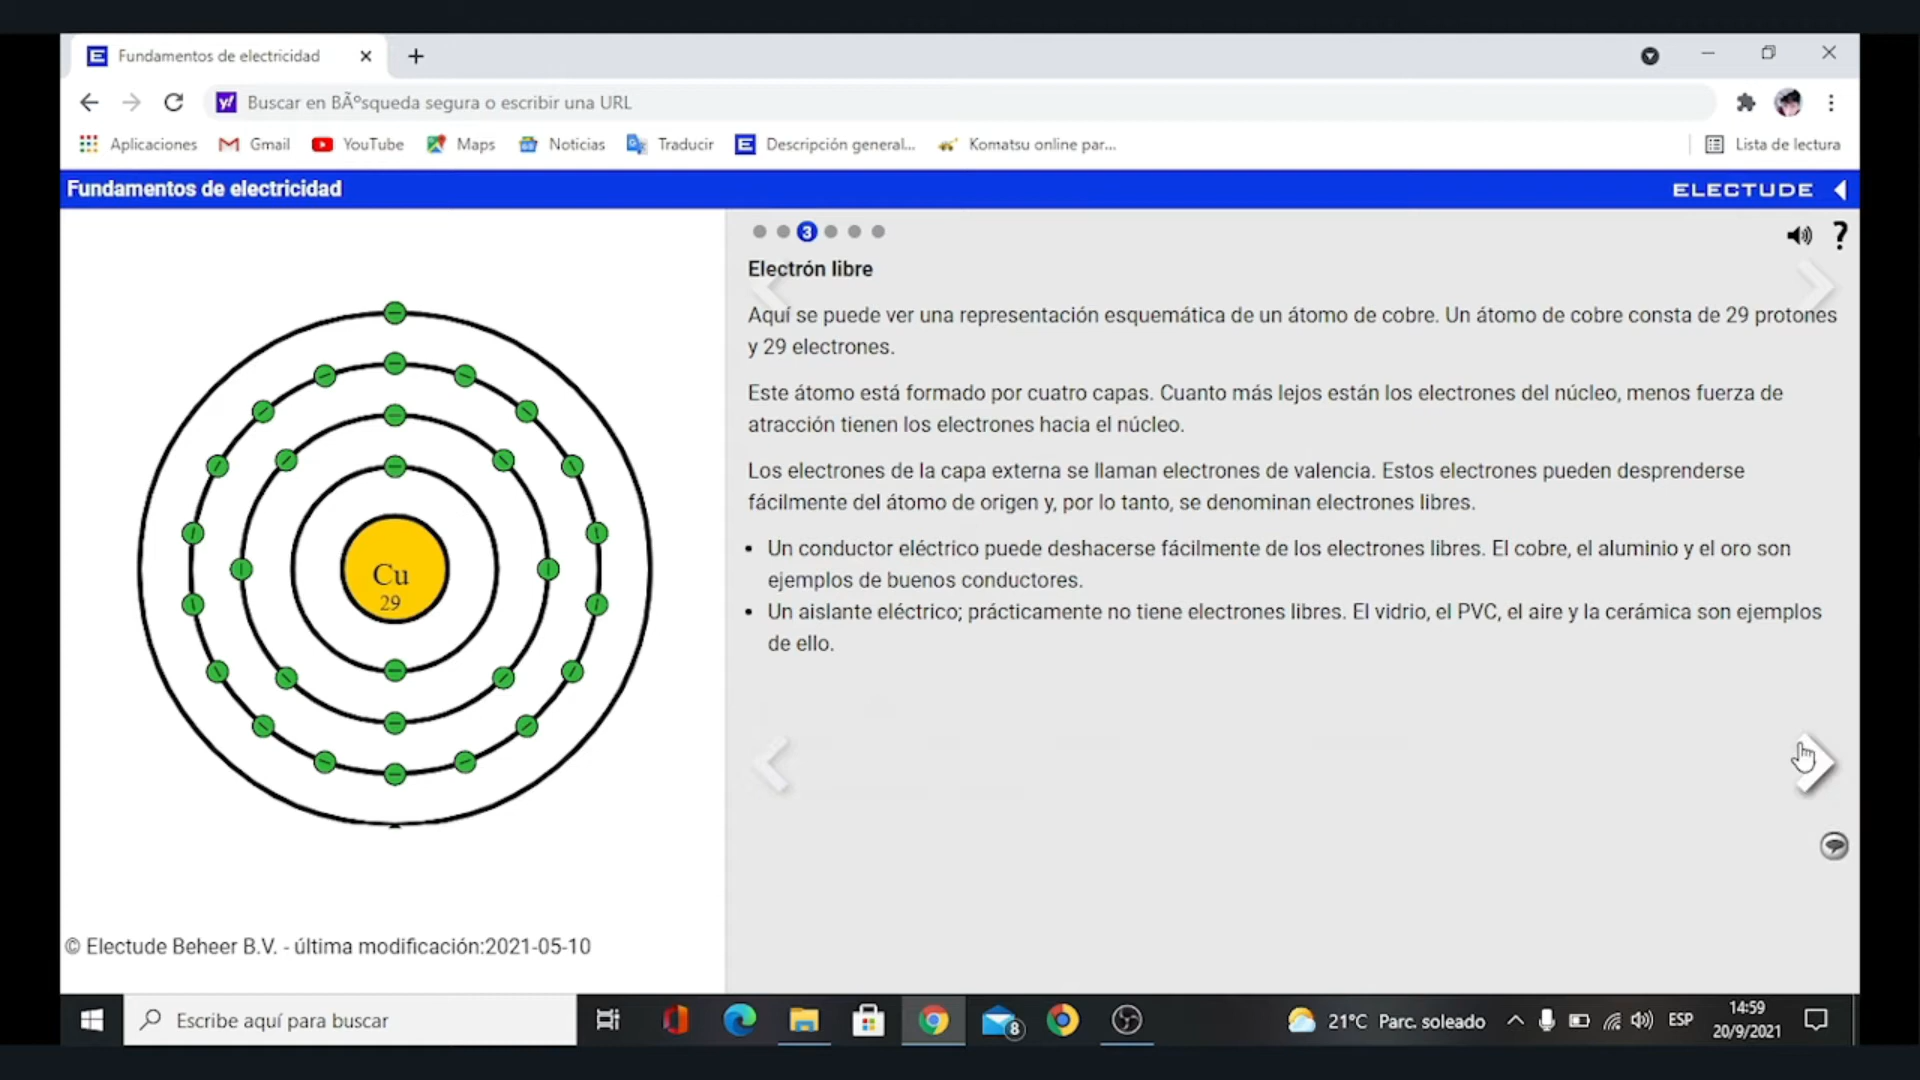 Fundamentos de electricidad
Buscar en BÃºsqueda segura o escribir una URL
Aplicaciones Gmail YouTube Maps Noticias Traducir Descripción general... Komatsu online par... Lista de lectura
Fundamentos de electricidad ELECTUDE
3
?
Electrón libre
Aquí se puede ver una representación esquemática de un átomo de cobre. Un átomo de cobre consta de 29 protones
y 29 electrones.
Este átomo está formado por cuatro capas. Cuanto más lejos están los electrones del núcleo, menos fuerza de
atracción tienen los electrones hacia el núcleo.
Los electrones de la capa externa se llaman electrones de valencia. Estos electrones pueden desprenderse
fácilmente del átomo de origen y, por lo tanto, se denominan electrones libres.
• Un conductor eléctrico puede deshacerse fácilmente de los electrones libres. El cobre, el aluminio y el oro son
ejemplos de buenos conductores.
• Un aislante eléctrico; prácticamente no tiene electrones libres. El vidrio, el PVC, el aire y la cerámica son ejemplos
de ello.
Cu
29
© Electude Beheer B.V. - última modificación:2021-05-10
Escribe aquí para buscar
8
21°C Parc. soleado
ESP
14:59
20/9/2021